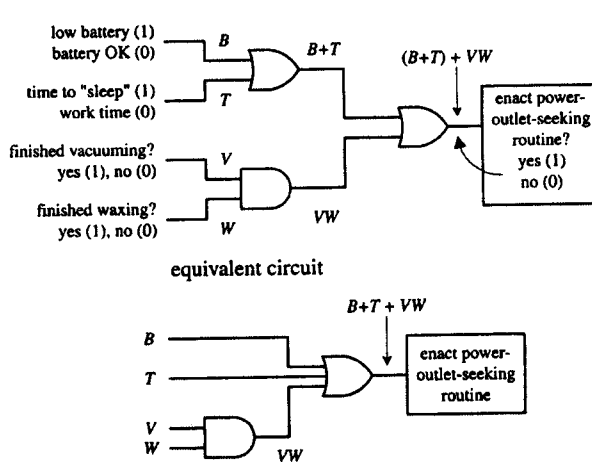 low battery (1)
battery OK (0)
B
B+T
(B+T) + VW
time to "sleep" (1)
work time (0)
T
enact power-
outlet-seeking
routine?
yes (1)
no (0)
finished vacuuming?
yes (1), no (0)
V
finished waxing?
yes (1), no (0)
W
VW
equivalent circuit
B+T + VW
B
T
V
W
VW
enact power-
outlet-seeking
routine